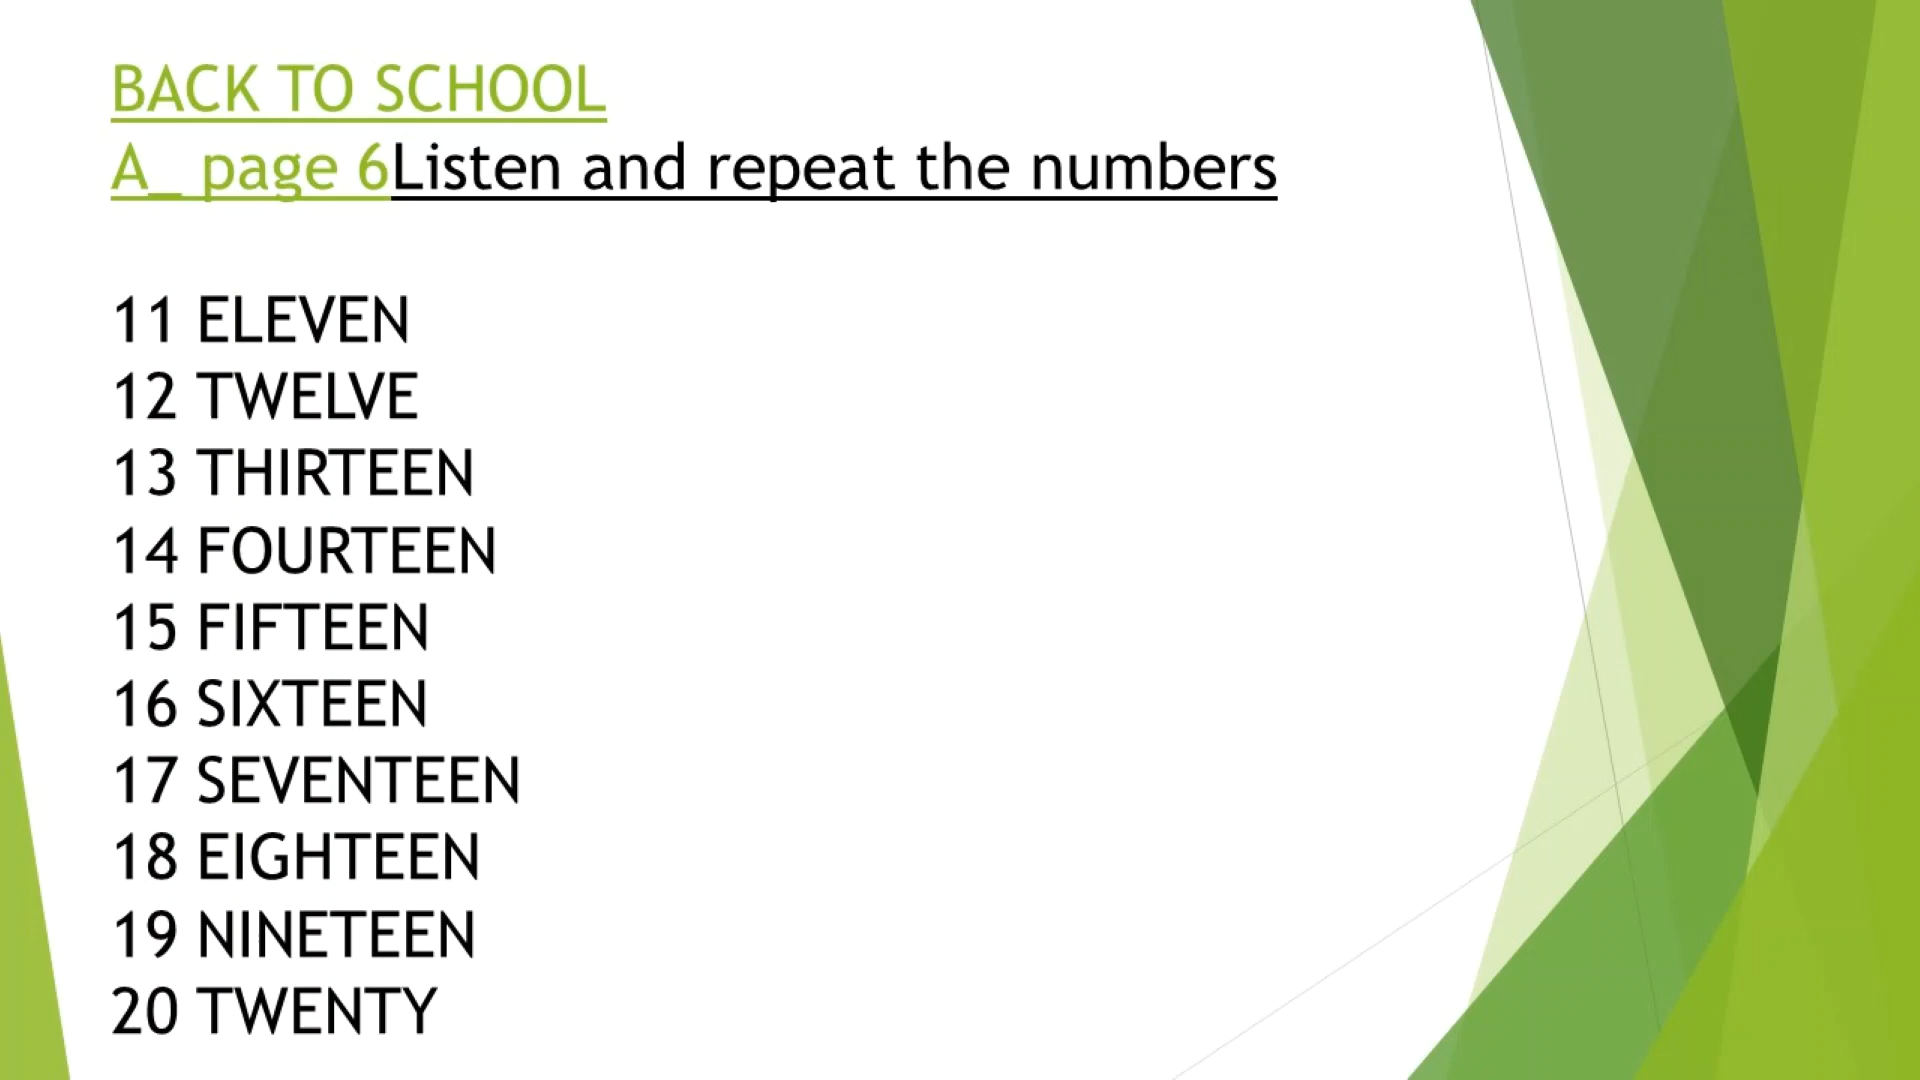 BACK TO SCHOOL
A_ page 6Listen and repeat the numbers
11 ELEVEN
12 TWELVE
13 THIRTEEN
14 FOURTEEN
15 FIFTEEN
16 SIXTEEN
17 SEVENTEEN
18 EIGHTEEN
19 NINETEEN
20 TWENTY